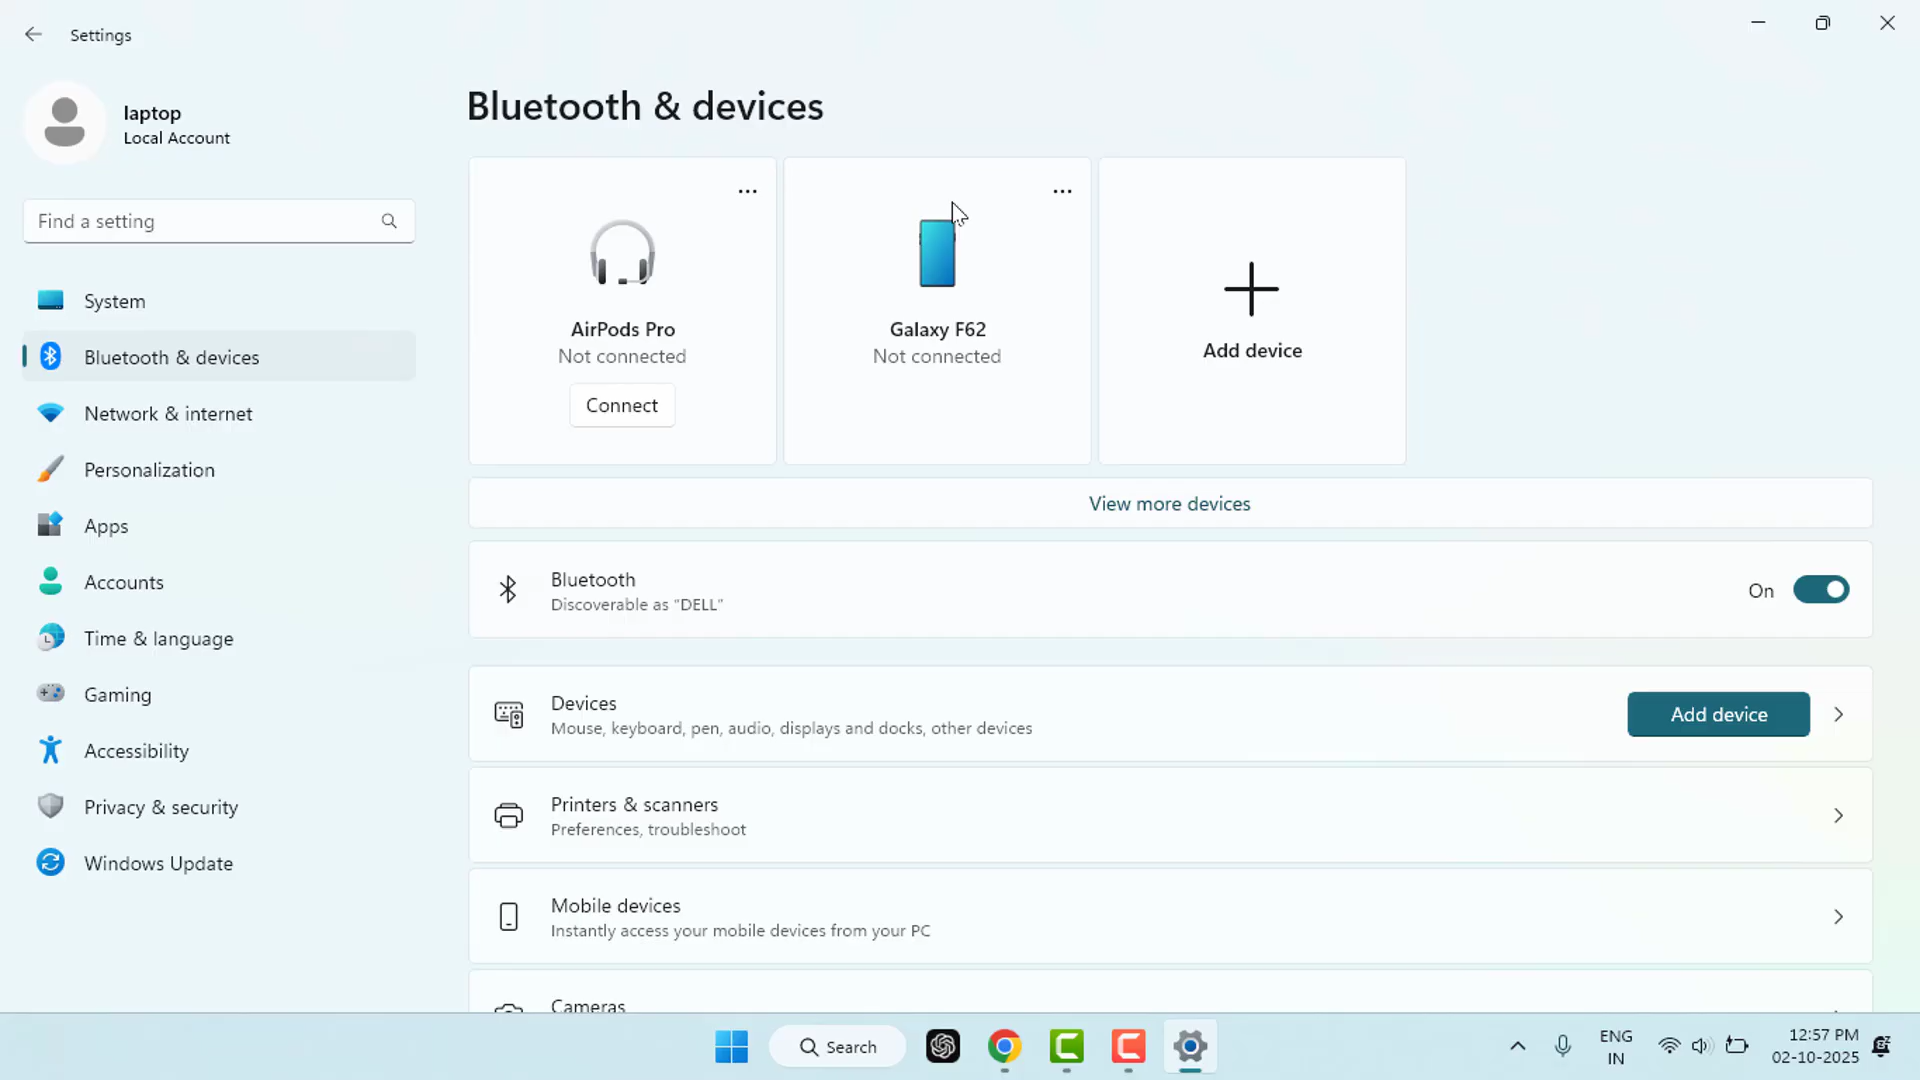 Settings
laptop
Local Account
Find a setting
System
Bluetooth & devices
Network & internet
Personalization
Apps
Accounts
Time & language
Gaming
Accessibility
Privacy & security
Windows Update
Bluetooth & devices
AirPods Pro
Not connected
Connect
Galaxy F62
Not connected
Add device
View more devices
Bluetooth
Discoverable as “DELL”
On
Devices
Mouse, keyboard, pen, audio, displays and docks, other devices
Add device
Printers & scanners
Preferences, troubleshoot
Mobile devices
Instantly access your mobile devices from your PC
Cameras
Search
ENG
IN
12:57 PM
02-10-2025